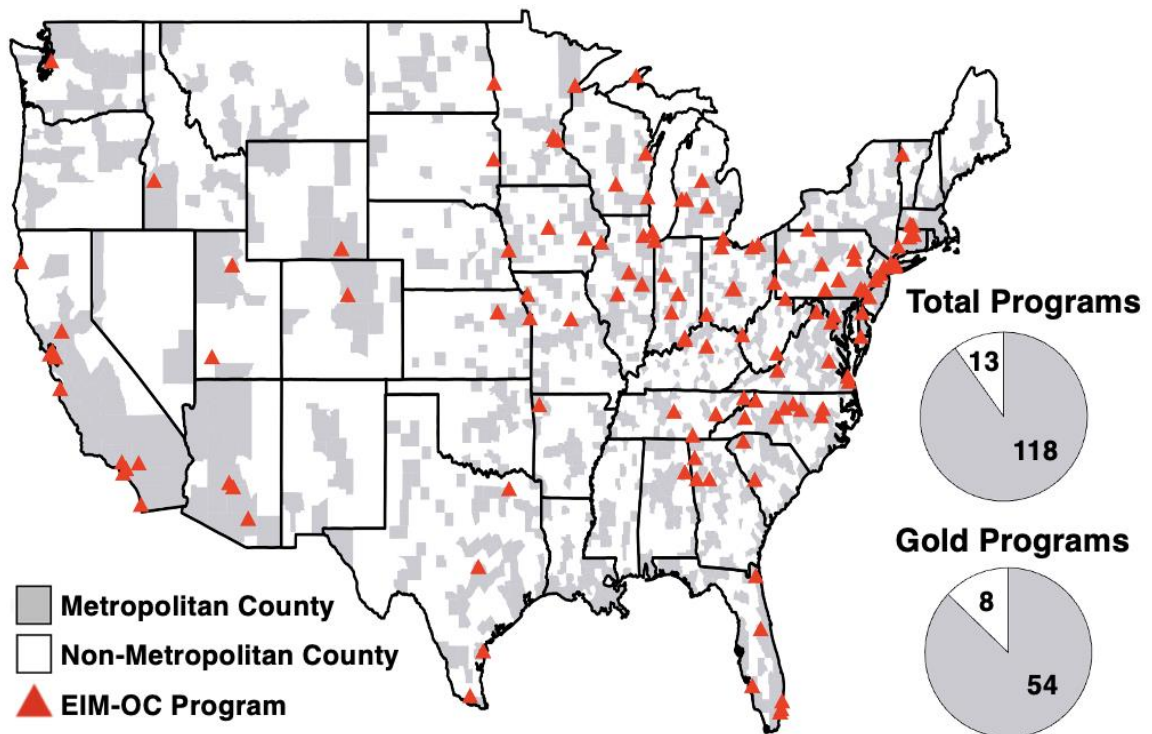 Total Programs
13
118
Gold Programs
8
54
Metropolitan County
Non-Metropolitan County
EIM-OC Program